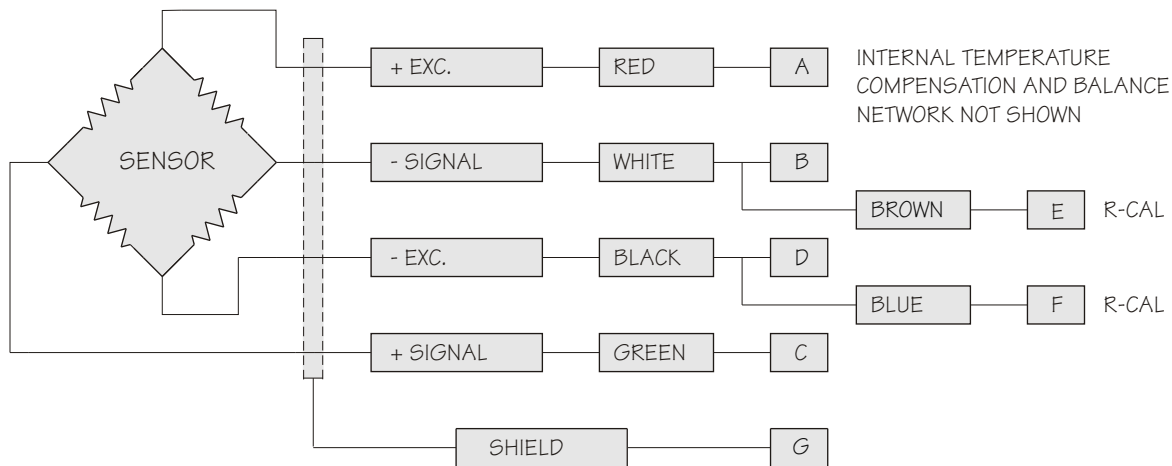 + EXC.
RED
A
INTERNAL TEMPERATURE
COMPENSATION AND BALANCE
NETWORK NOT SHOWN
SENSOR
- SIGNAL
WHITE
B
BROWN
E
R-CAL
- EXC.
BLACK
D
BLUE
F
R-CAL
+ SIGNAL
GREEN
C
SHIELD
G